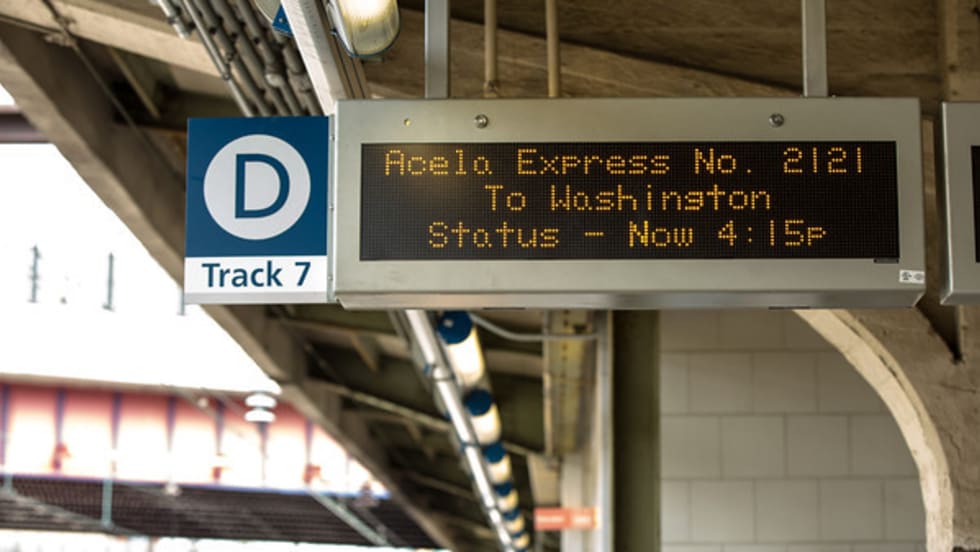 D
Track 7
Acela Express No. 2121
To Washington
Status - Now 4:15p